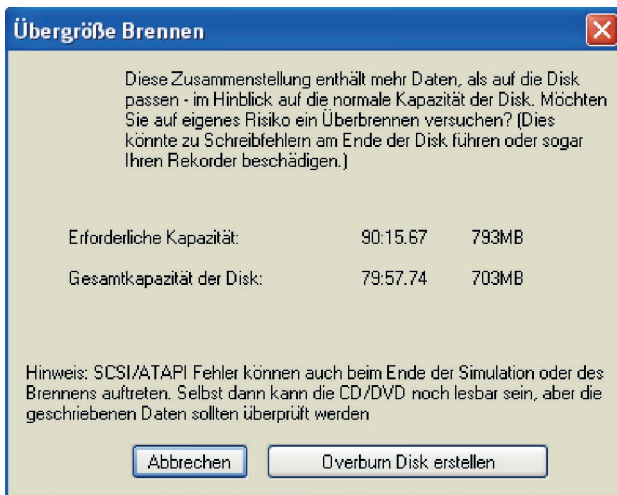 Übergröße Brennen
Diese Zusammenstellung enthält mehr Daten, als auf die Disk
passen - im Hinblick auf die normale Kapazität der Disk. Möchten
Sie auf eigenes Risiko ein Überbrennen versuchen? (Dies
könnte zu Schreibfehlern am Ende der Disk führen oder sogar
Ihren Rekorder beschädigen.)
Erforderliche Kapazität: 90:15.67 793MB
Gesamtkapazität der Disk: 79:57.74 703MB
Hinweis: SCSI/ATAPI Fehler können auch beim Ende der Simulation oder des
Brennens auftreten. Selbst dann kann die CD/DVD noch lesbar sein, aber die
geschriebenen Daten sollten überprüft werden
Abbrechen Overburn Disk erstellen